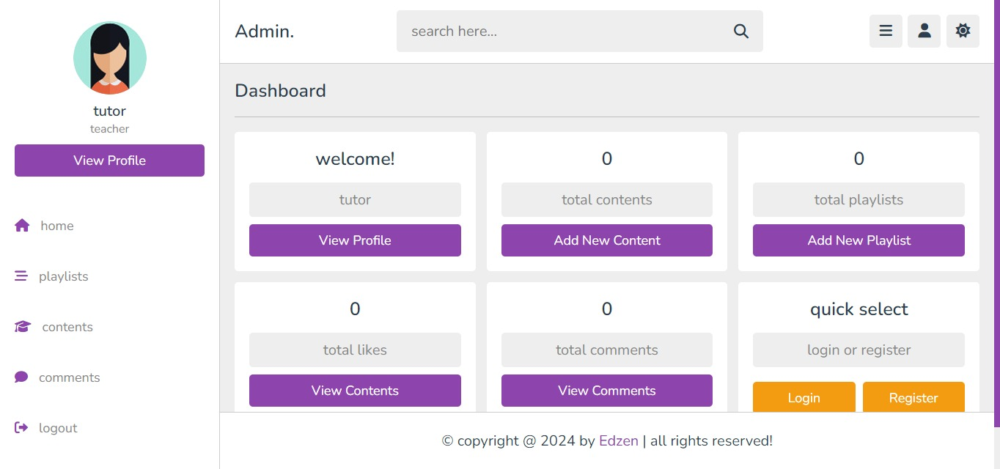 tutor
teacher
View Profile
home
playlists
contents
comments
logout
Admin.
search here...
Dashboard
welcome!
tutor
View Profile
0
total contents
Add New Content
0
total playlists
Add New Playlist
0
total likes
View Contents
0
total comments
View Comments
quick select
login or register
Login Register
© copyright @ 2024 by Edzen | all rights reserved!